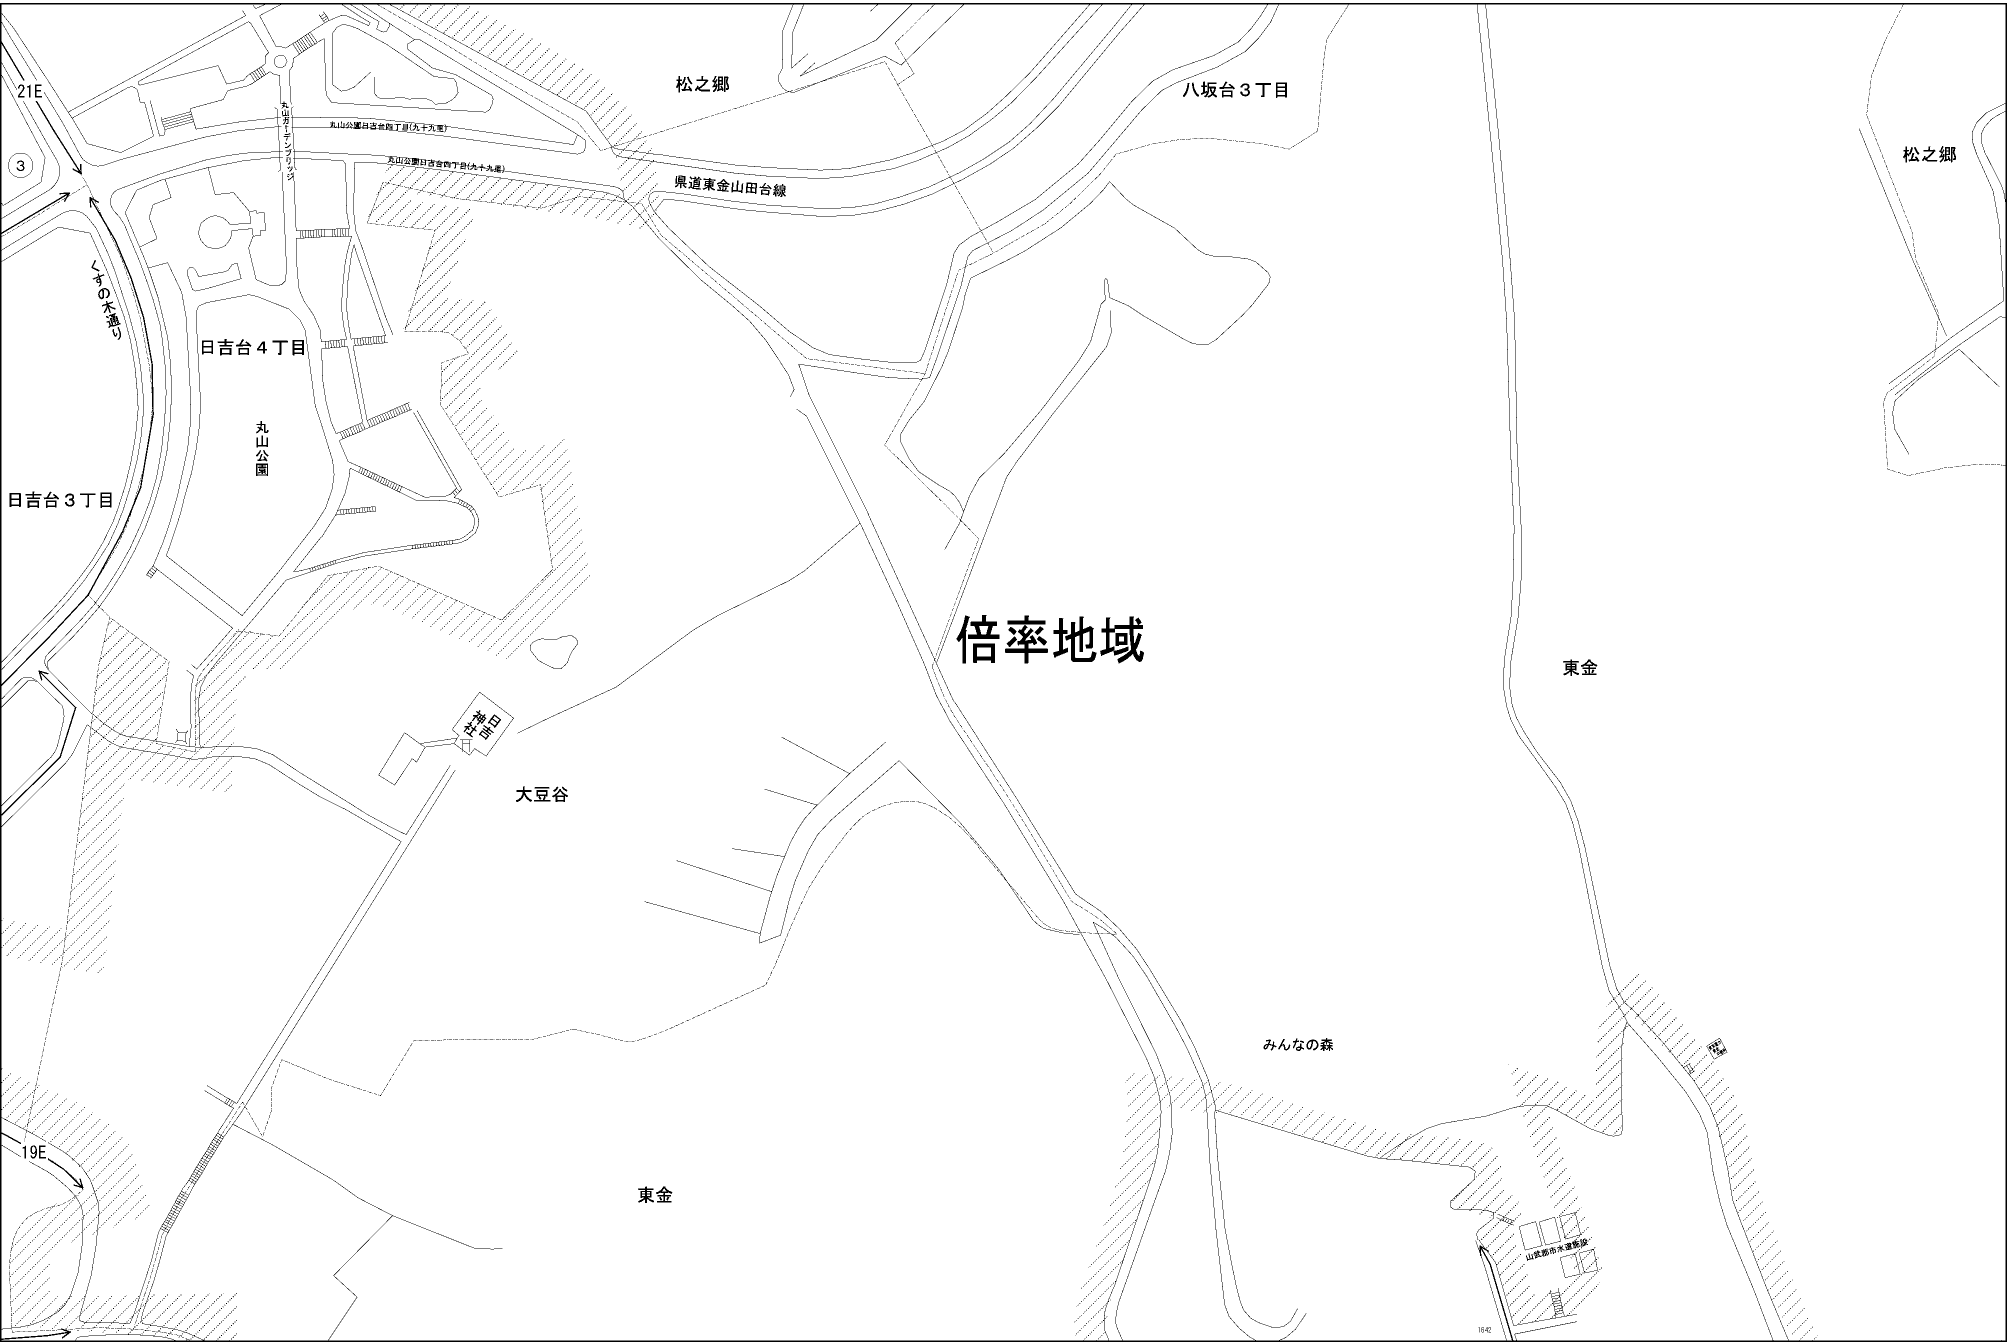 松之郷
八坂台３丁目
21E
丸山ガーデンブリッジ
丸山公園日吉台四丁目(九十九里)
3
丸山公園日吉台四丁目(九十九里)
松之郷
県道東金山田台線
くすの木通り
日吉台４丁目
丸山公園
日吉台３丁目
倍率地域
東金
日吉
神社
大豆谷
みんなの森
19E
東金
山武郡市水道施設
1642